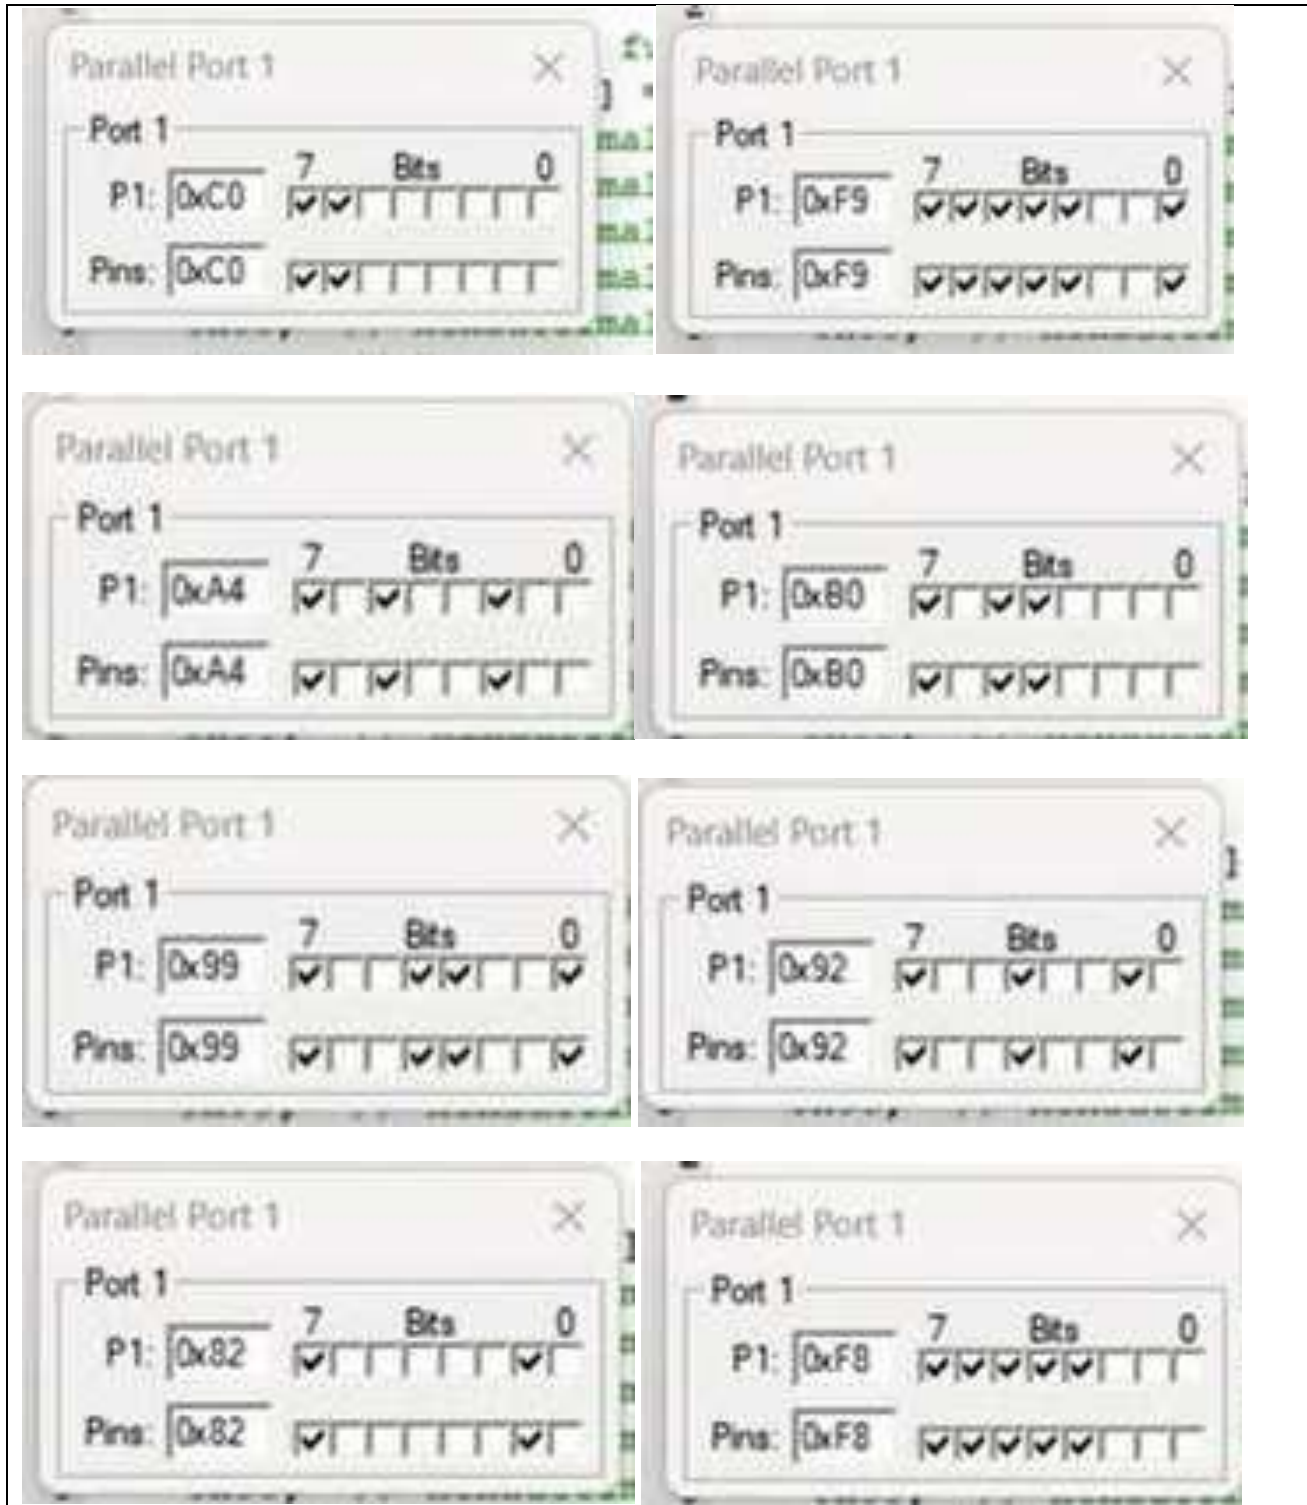 Parallel Port 1
Port 1
7 Bits 0
P1: 0xC0
Pins: 0xC0
Parallel Port 1
Port 1
7 Bits 0
P1: 0xF9
Pins: 0xF9
Parallel Port 1
Port 1
7 Bits 0
P1: 0xA4
Pins: 0xA4
Parallel Port 1
Port 1
7 Bits 0
P1: 0xB0
Pins: 0xB0
Parallel Port 1
Port 1
7 Bits 0
P1: 0x99
Pins: 0x99
Parallel Port 1
Port 1
7 Bits 0
P1: 0x92
Pins: 0x92
Parallel Port 1
Port 1
7 Bits 0
P1: 0x82
Pins: 0x82
Parallel Port 1
Port 1
7 Bits 0
P1: 0xF8
Pins: 0xF8